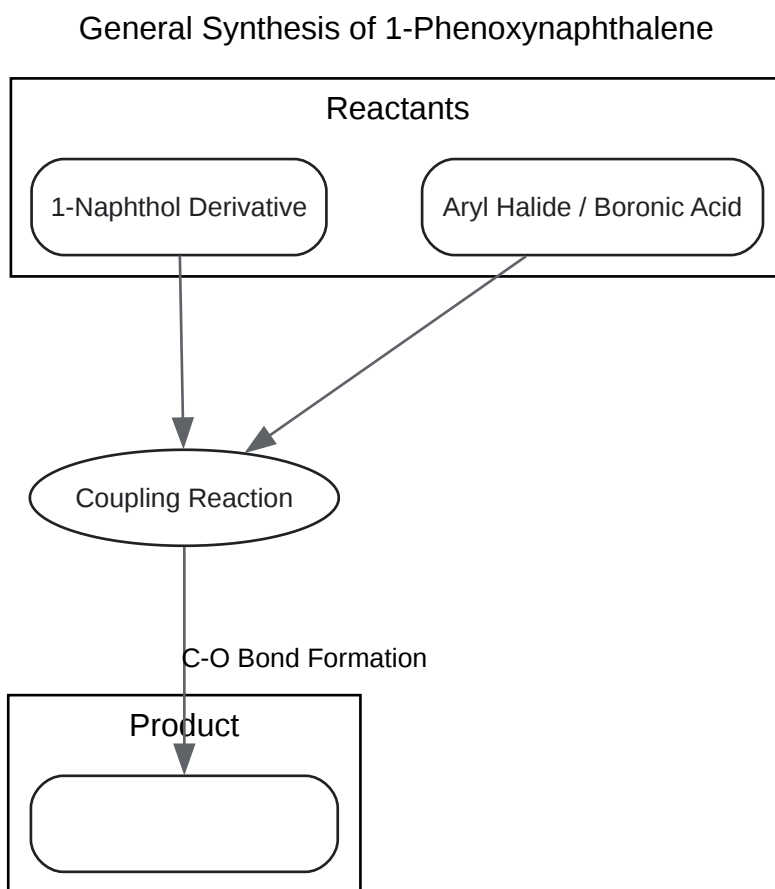 General Synthesis of 1-Phenoxynaphthalene
Reactants
1-Naphthol Derivative
Aryl Halide / Boronic Acid
Coupling Reaction
C-O Bond Formation
Product